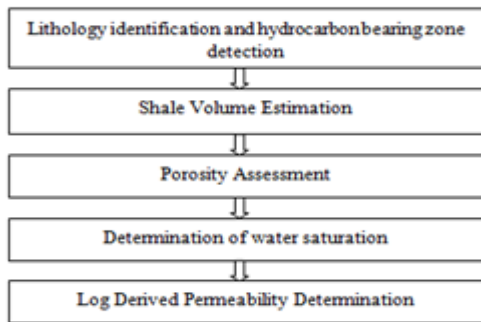 Lithology identification and hydrocarbon bearing zone
detection
Shale Volume Estimation
Porosity Assessment
Determination of water saturation
Log Derived Permeability Determination